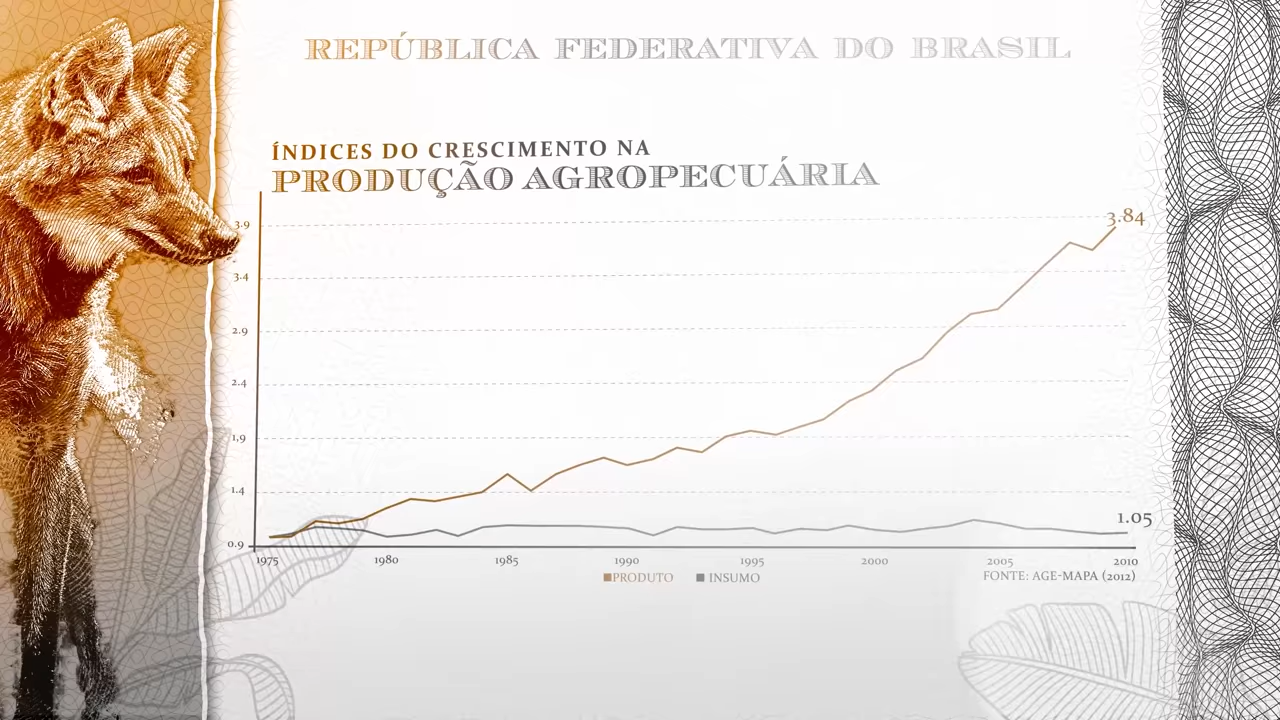 REPÚBLICA FEDERATIVA DO BRASIL
ÍNDICES DO CRESCIMENTO NA
PRODUÇÃO AGROPECUÁRIA
3.84
3.9
3.4
2.9
2.4
1.9
1.4
1.05
0.9
1975 1980 1985 1990 1995 2000 2005 2010
PRODUTO INSUMO
FONTE: AGE-MAPA (2012)